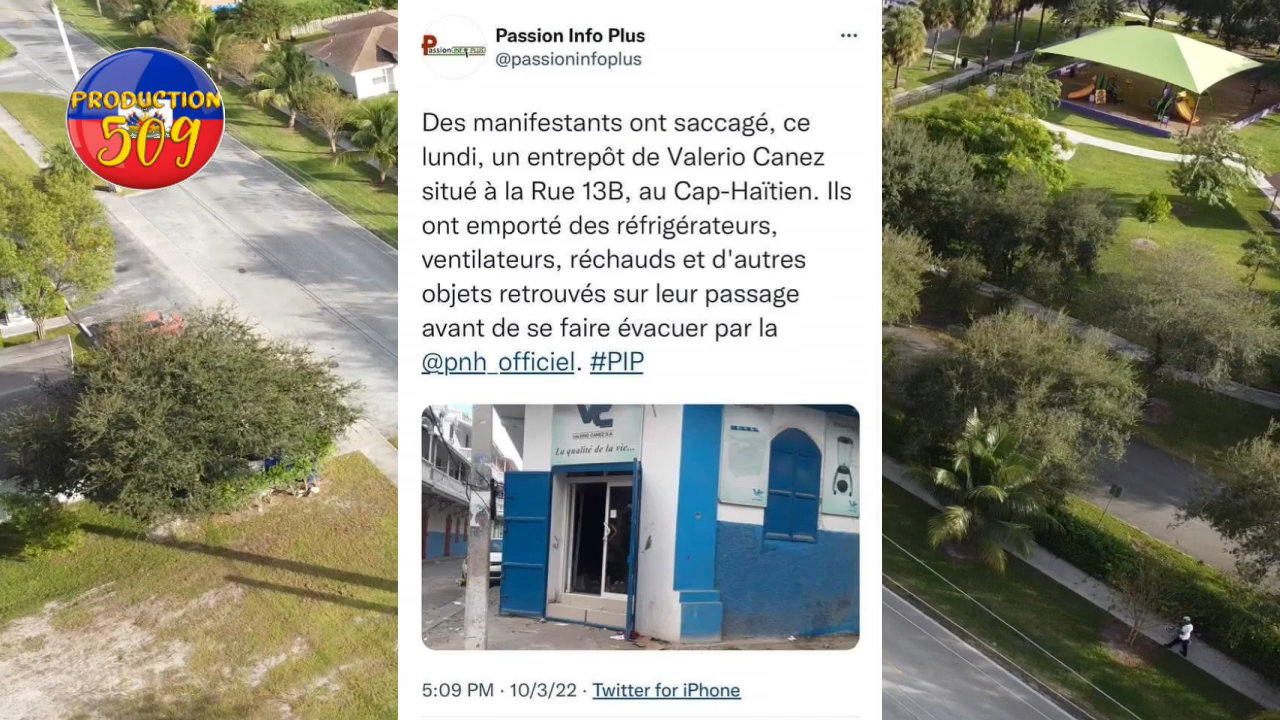 PRODUCTION
509
Passion Info Plus
Passion INFO PLUS
@passioninfoplus
Des manifestants ont saccagé, ce
lundi, un entrepôt de Valerio Canez
situé à la Rue 13B, au Cap-Haïtien. Ils
ont emporté des réfrigérateurs,
ventilateurs, réchauds et d'autres
objets retrouvés sur leur passage
avant de se faire évacuer par la
@pnh_officiel. #PIP
VC
VALERIO CANEZ S.A.
La qualité de la vie...
5:09 PM · 10/3/22 · Twitter for iPhone